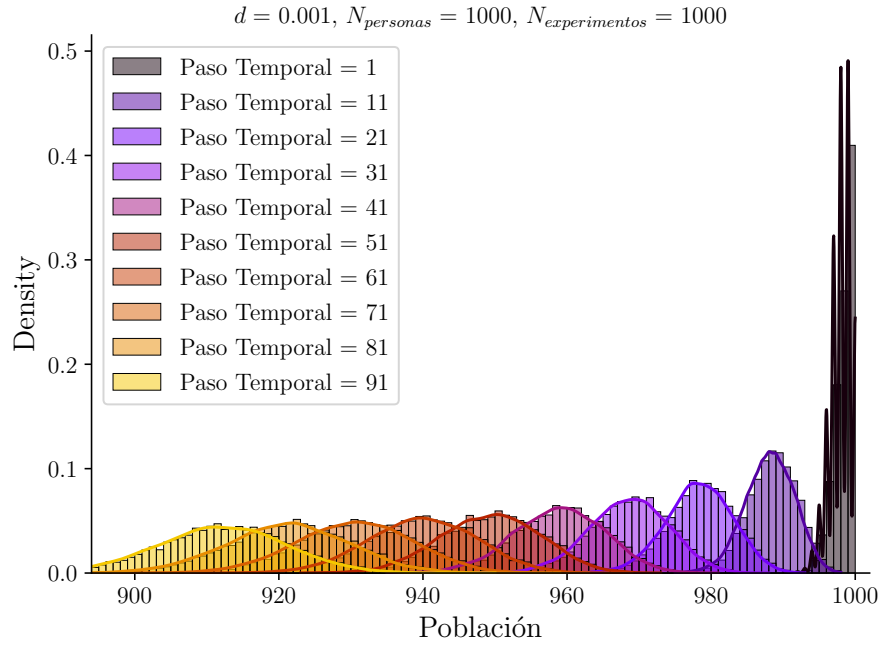 d = 0.001, N_personas = 1000, N_experimentos = 1000
Density
0.5
0.4
0.3
0.2
0.1
0.0
Paso Temporal = 1
Paso Temporal = 11
Paso Temporal = 21
Paso Temporal = 31
Paso Temporal = 41
Paso Temporal = 51
Paso Temporal = 61
Paso Temporal = 71
Paso Temporal = 81
Paso Temporal = 91
900 920 940 960 980 1000
Población